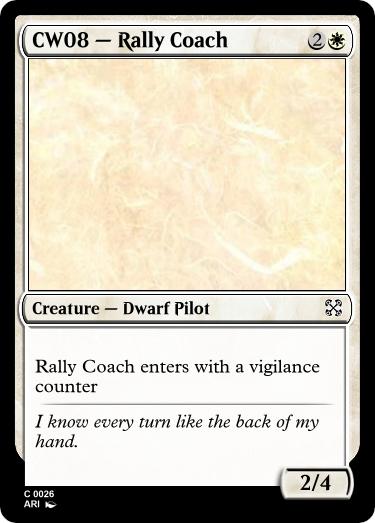 CW08 — Rally Coach 2
Creature — Dwarf Pilot
Rally Coach enters with a vigilance
counter
I know every turn like the back of my
hand.
2/4
C 0026
ARI